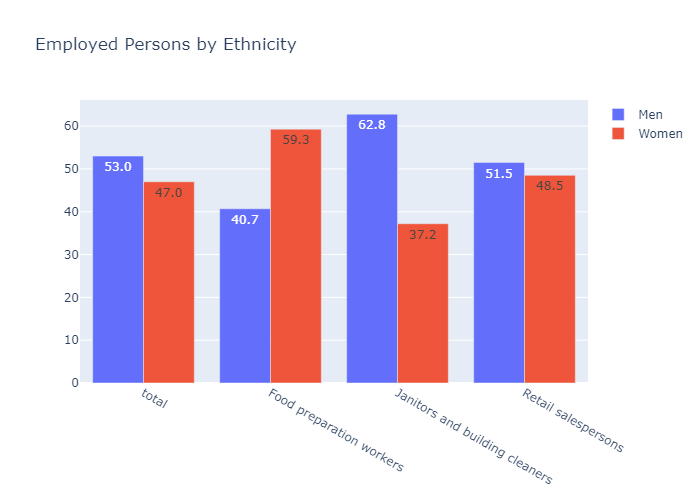 Employed Persons by Ethnicity
Men
Women
60
50
40
30
20
10
0
53.0
47.0
40.7
59.3
62.8
37.2
51.5
48.5
total
Food preparation workers
Janitors and building cleaners
Retail salespersons